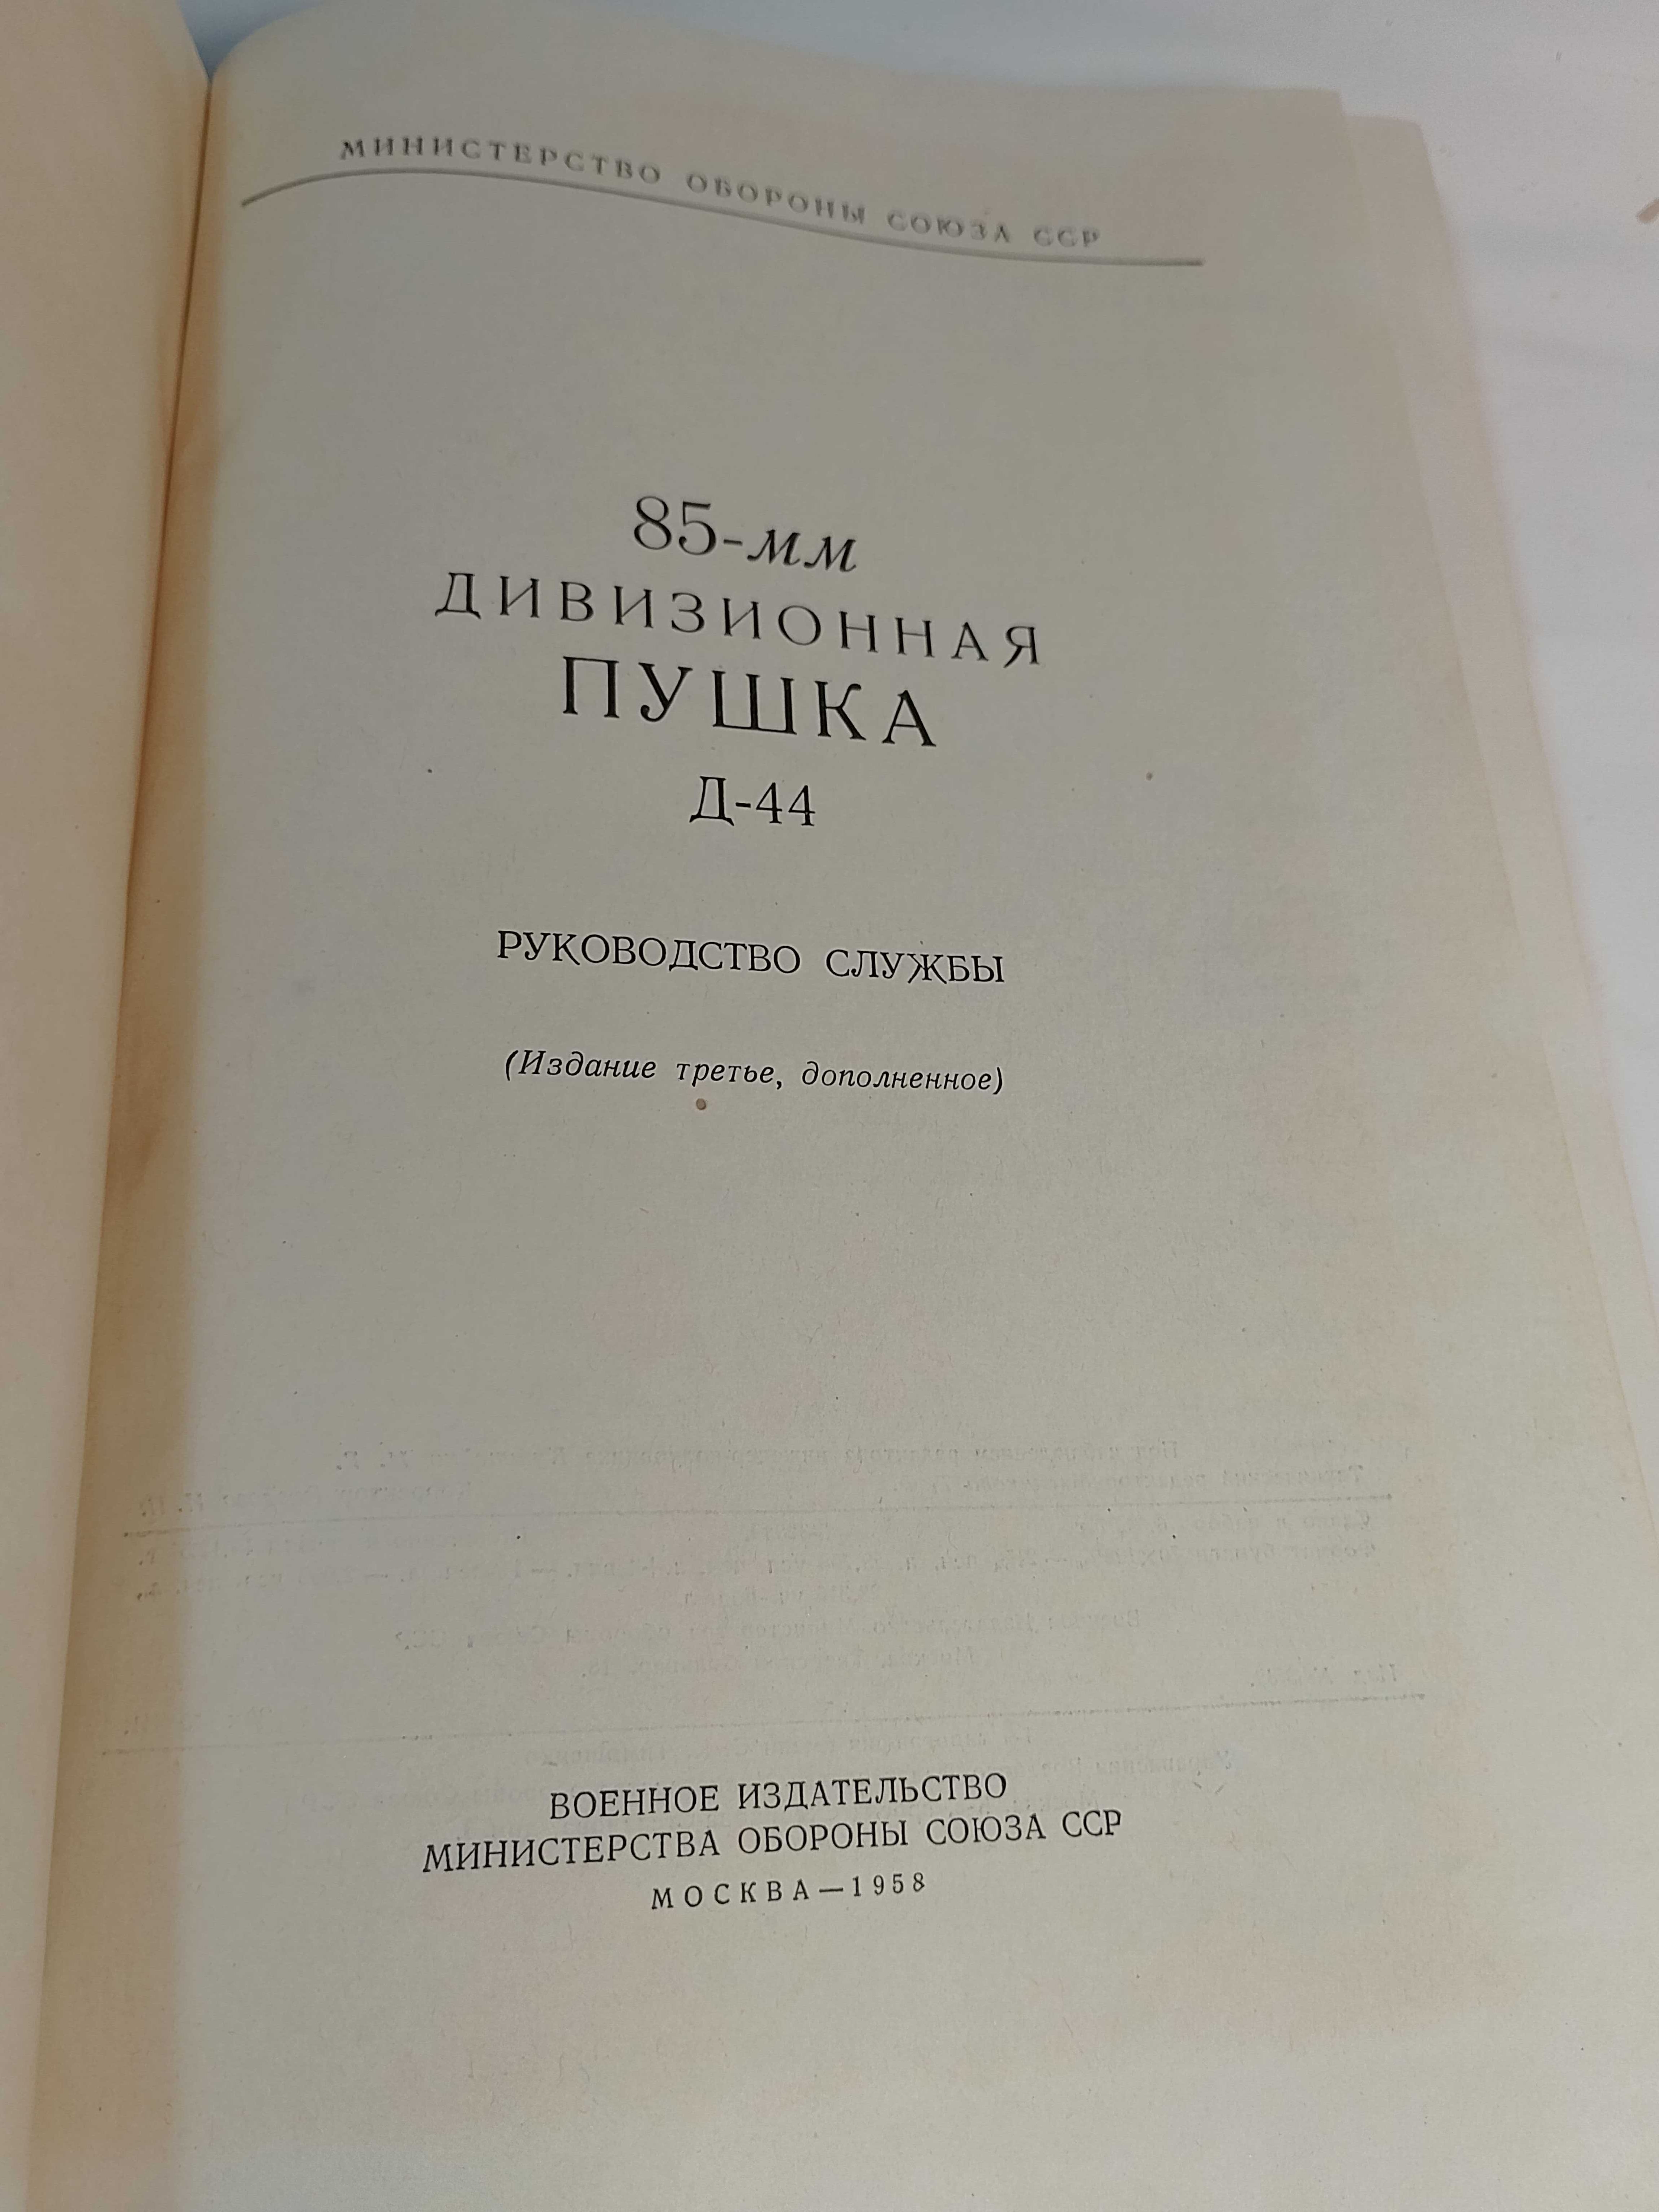 МИНИСТЕРСТВО ОБОРОНЫ СОЮЗА ССР
85-мм
ДИВИЗИОННАЯ
ПУШКА
Д-44
РУКОВОДСТВО СЛУЖБЫ
(Издание третье, дополненное)
ВОЕННОЕ ИЗДАТЕЛЬСТВО
МИНИСТЕРСТВА ОБОРОНЫ СОЮЗА ССР
МОСКВА—1958